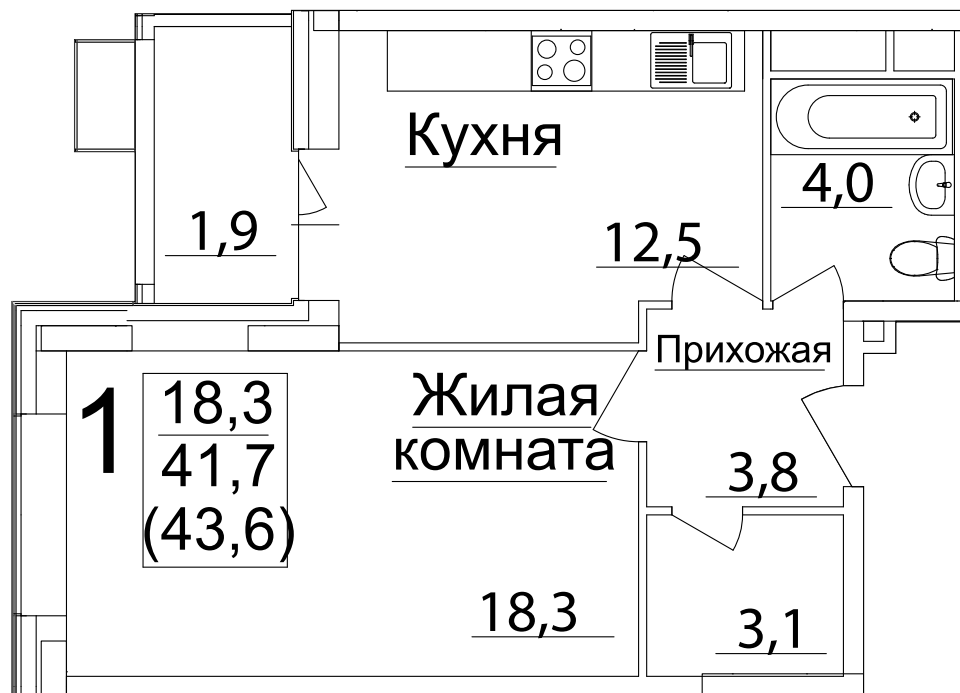 Кухня
4,0
1,9
12,5
Прихожая
1
18,3
41,7
(43,6)
Жилая
комната
3,8
18,3
3,1